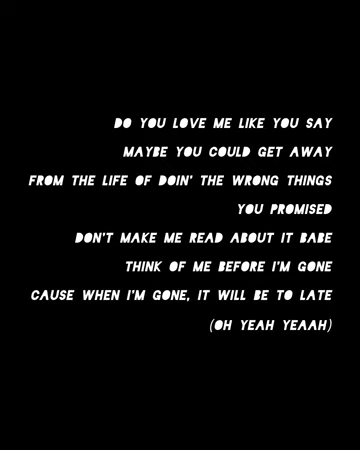 DO YOU LOVE ME LIKE YOU SAY
MAYBE YOU COULD GET AWAY
FROM THE LIFE OF DOIN' THE WRONG THINGS
YOU PROMISED
DON'T MAKE ME READ ABOUT IT BABE
THINK OF ME BEFORE I'M GONE
CAUSE WHEN I'M GONE, IT WILL BE TO LATE
(OH YEAH YEAAH)